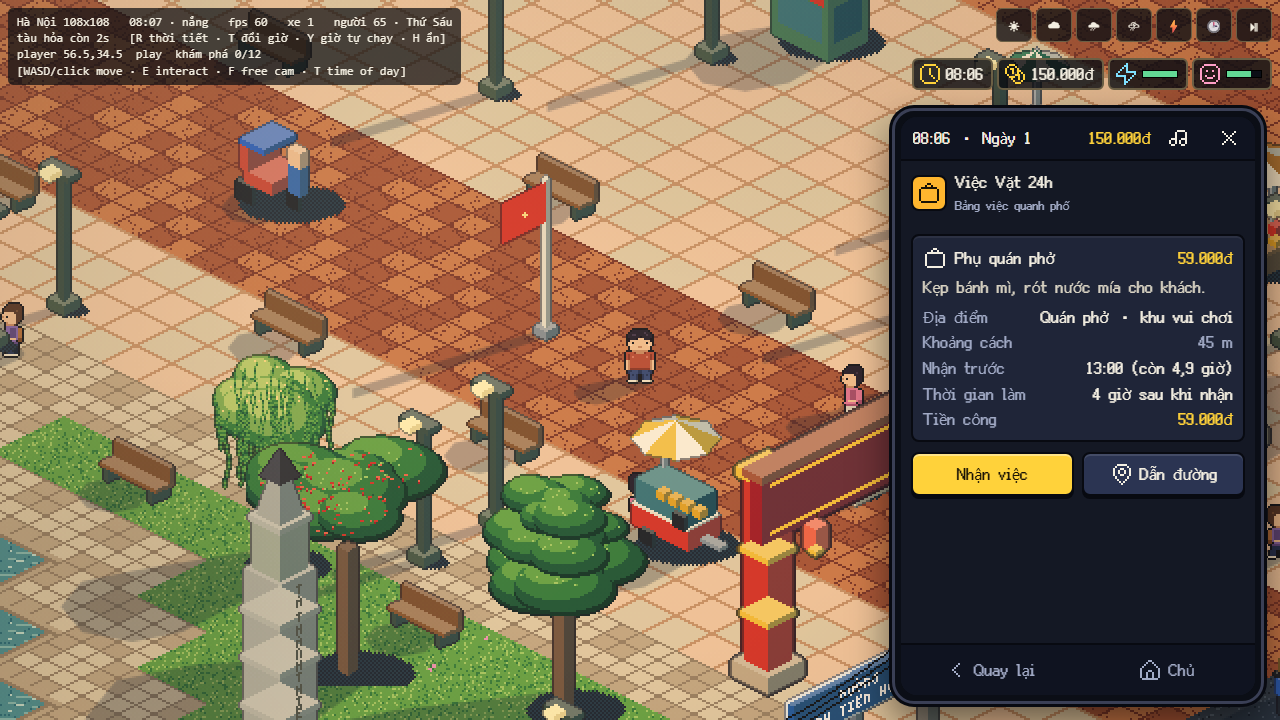 Hà Nội 108x108 08:07 · nắng fps 60 xe 1 người 65 · Thứ Sáu
tàu hỏa còn 2s [R thời tiết · T đổi giờ · Y giờ tự chạy · H ẩn]
player 56.5,34.5 play khám phá 0/12
[WASD/click move · E interact · F free cam · T time of day]
08:06 150.000đ
08:06 · Ngày 1 150.000đ
Việc Vặt 24h
Bảng việc quanh phố
Phụ quán phở 59.000đ
Kẹp bánh mì, rót nước mía cho khách.
Địa điểm Quán phở · khu vui chơi
Khoảng cách 45 m
Nhận trước 13:00 (còn 4,9 giờ)
Thời gian làm 4 giờ sau khi nhận
Tiền công 59.000đ
Nhận việc Dẫn đường
Quay lại Chủ